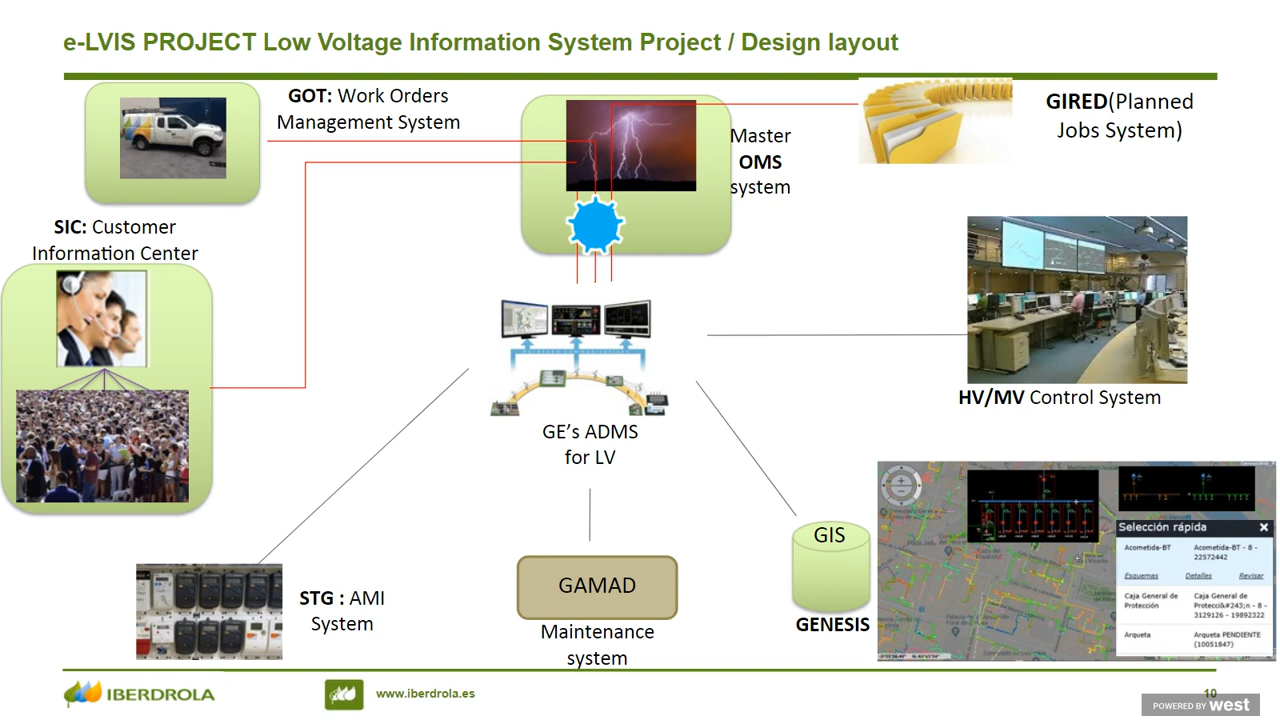 e-LVIS PROJECT Low Voltage Information System Project / Design layout
GOT: Work Orders
Management System
Master
OMS
system
GIRED(Planned
Jobs System)
SIC: Customer
Information Center
HV/MV Control System
GE's ADMS
for LV
GIS
GENESIS
Selección rápida
Acometida-BT
Acometida-BT - 8 -
22572442
Esquemas Detalles Revisar
Caja General de
Protección
Caja General de
Protecci&#243;n - 8 -
3129126 - 19892322
Arqueta
Arqueta PENDIENTE
(10051847)
STG : AMI
System
GAMAD
Maintenance
system
IBERDROLA
www.iberdrola.es
10
POWERED BY west